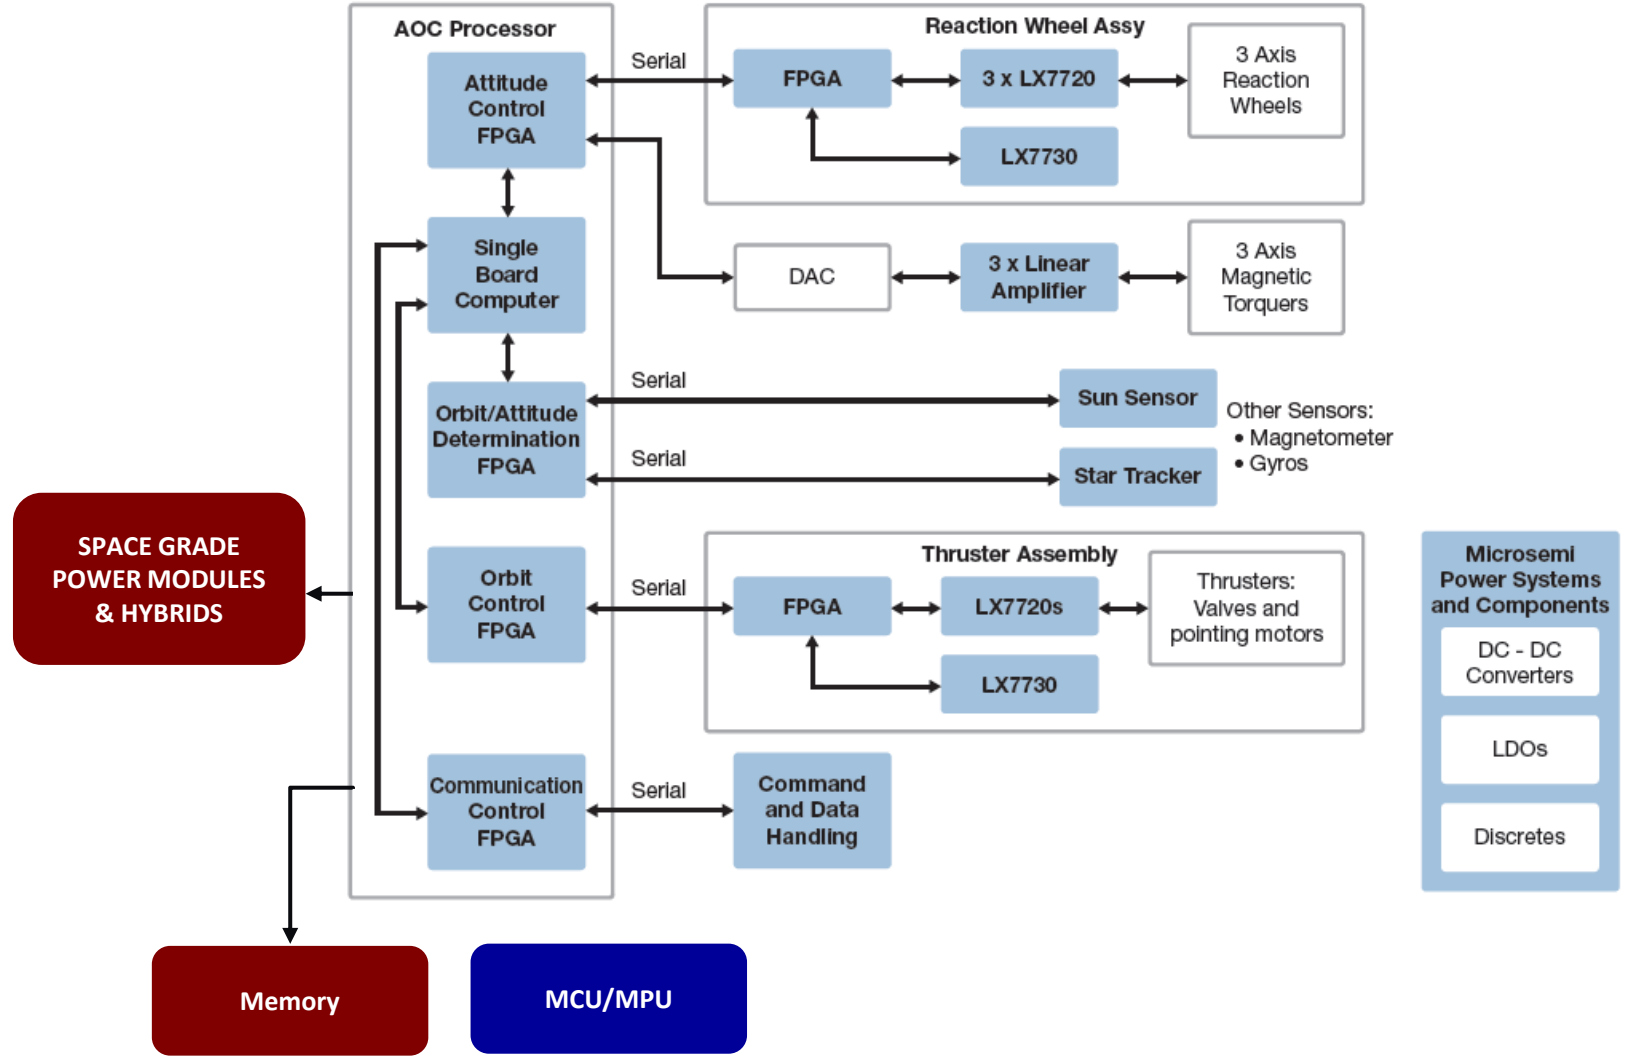 AOC Processor
Attitude
Control
FPGA
Single
Board
Computer
Orbit/Attitude
Determination
FPGA
Orbit
Control
FPGA
Communication
Control
FPGA
Serial
Reaction Wheel Assy
FPGA
3 x LX7720
LX7730
3 Axis
Reaction
Wheels
DAC
3 x Linear
Amplifier
3 Axis
Magnetic
Torquers
Serial
Sun Sensor
Serial
Star Tracker
Other Sensors:
• Magnetometer
• Gyros
Serial
Thruster Assembly
FPGA
LX7720s
LX7730
Thrusters:
Valves and
pointing motors
Serial
Command
and Data
Handling
Microsemi
Power Systems
and Components
DC - DC
Converters
LDOs
Discretes
SPACE GRADE
POWER MODULES
& HYBRIDS
Memory
MCU/MPU